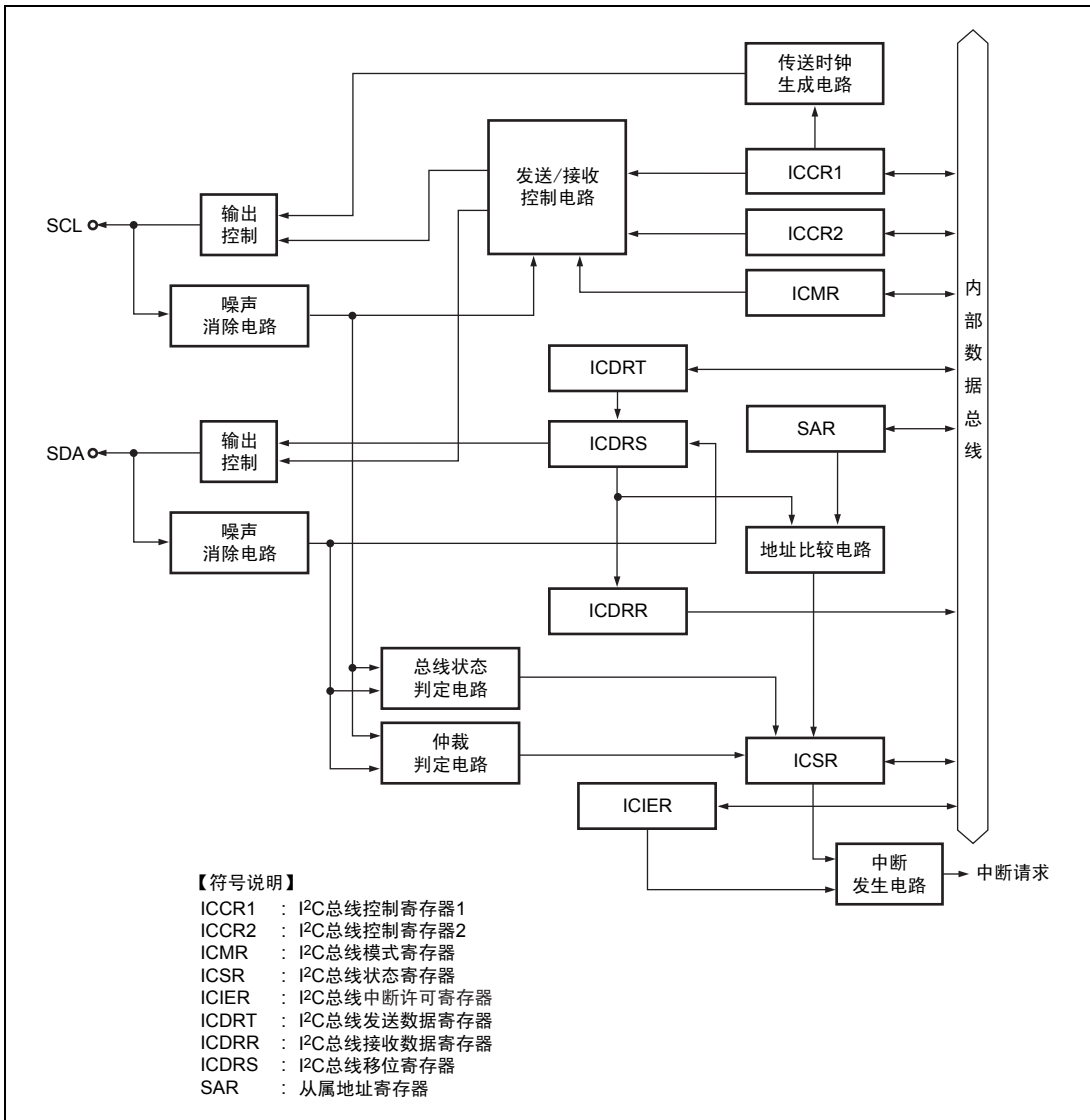 传送时钟
生成电路
发送/接收
控制电路
ICCR1
SCL
输出
控制
ICCR2
噪声
消除电路
ICMR
内部数据总线
ICDRT
SAR
SDA
输出
控制
ICDRS
噪声
消除电路
地址比较电路
ICDRR
总线状态
判定电路
仲裁
判定电路
ICSR
ICIER
中断
发生电路
中断请求
【符号说明】
ICCR1 : I²C总线控制寄存器1
ICCR2 : I²C总线控制寄存器2
ICMR : I²C总线模式寄存器
ICSR : I²C总线状态寄存器
ICIER : I²C总线中断许可寄存器
ICDRT : I²C总线发送数据寄存器
ICDRR : I²C总线接收数据寄存器
ICDRS : I²C总线移位寄存器
SAR : 从属地址寄存器